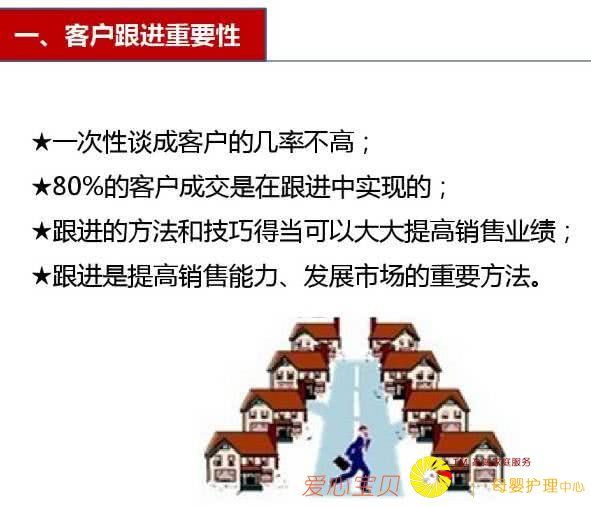 一、客户跟进重要性
★一次性谈成客户的几率不高；
★80%的客户成交是在跟进中实现的；
★跟进的方法和技巧得当可以大大提高销售业绩；
★跟进是提高销售能力、发展市场的重要方法。
家庭服务
爱心宝贝
母婴护理中心